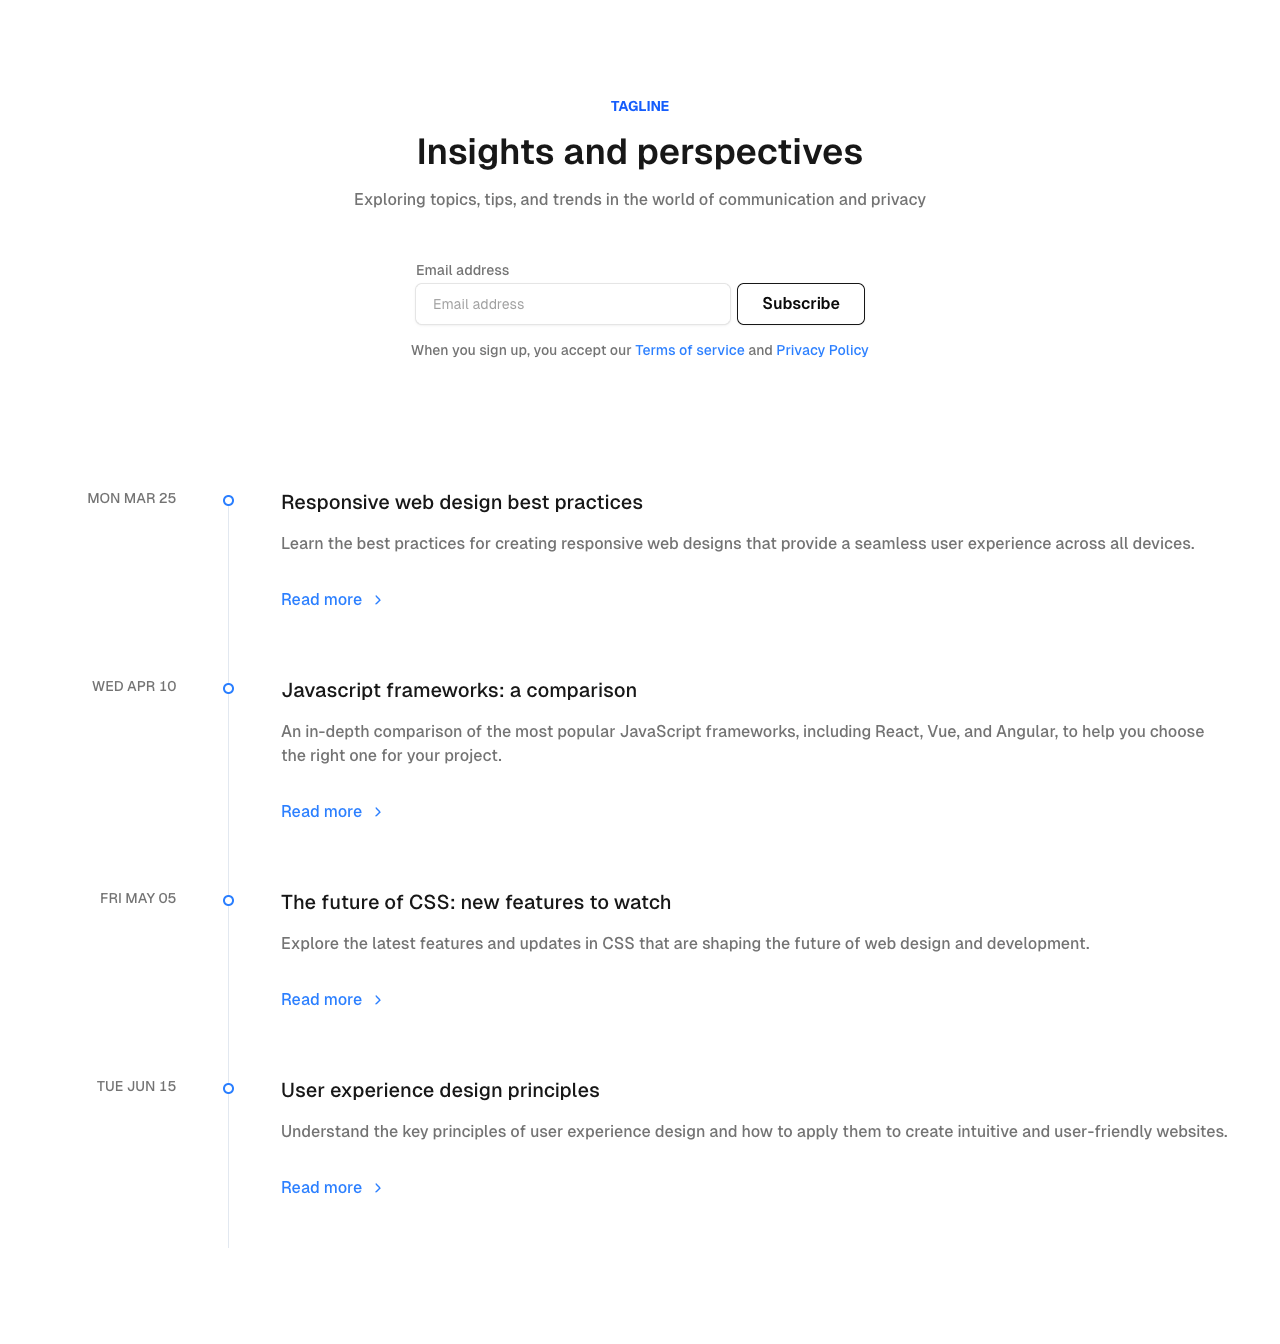 TAGLINE
Insights and perspectives
Exploring topics, tips, and trends in the world of communication and privacy
Email address
Email address
Subscribe
When you sign up, you accept our Terms of service and Privacy Policy
MON MAR 25
Responsive web design best practices
Learn the best practices for creating responsive web designs that provide a seamless user experience across all devices.
Read more
WED APR 10
Javascript frameworks: a comparison
An in-depth comparison of the most popular JavaScript frameworks, including React, Vue, and Angular, to help you choose
the right one for your project.
Read more
FRI MAY 05
The future of CSS: new features to watch
Explore the latest features and updates in CSS that are shaping the future of web design and development.
Read more
TUE JUN 15
User experience design principles
Understand the key principles of user experience design and how to apply them to create intuitive and user-friendly websites.
Read more